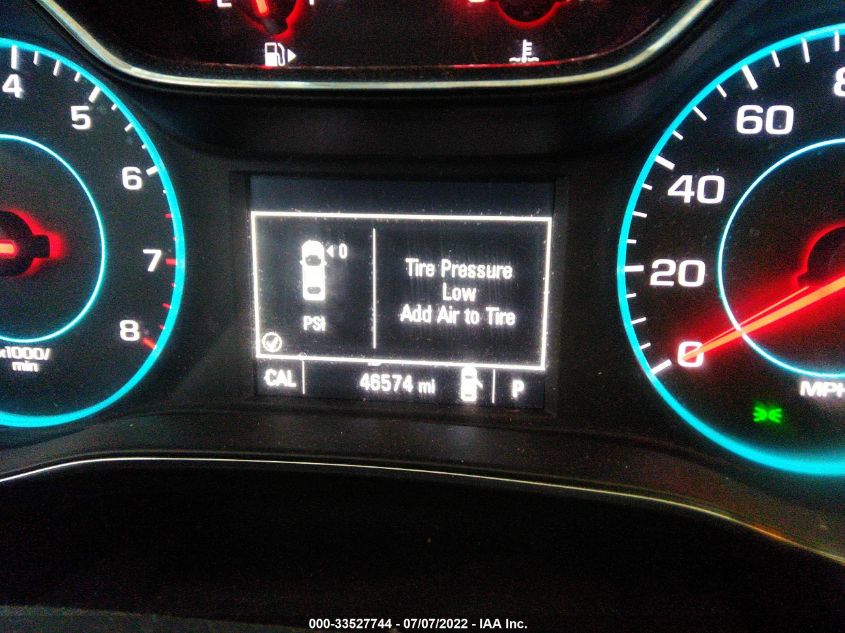 E
4
5
6
7
8
x1000/
min
0
PSI
Tire Pressure
Low
Add Air to Tire
CAL
46574 mi
P
60
40
20
0
MPH
000-33527744 - 07/07/2022 - IAA Inc.